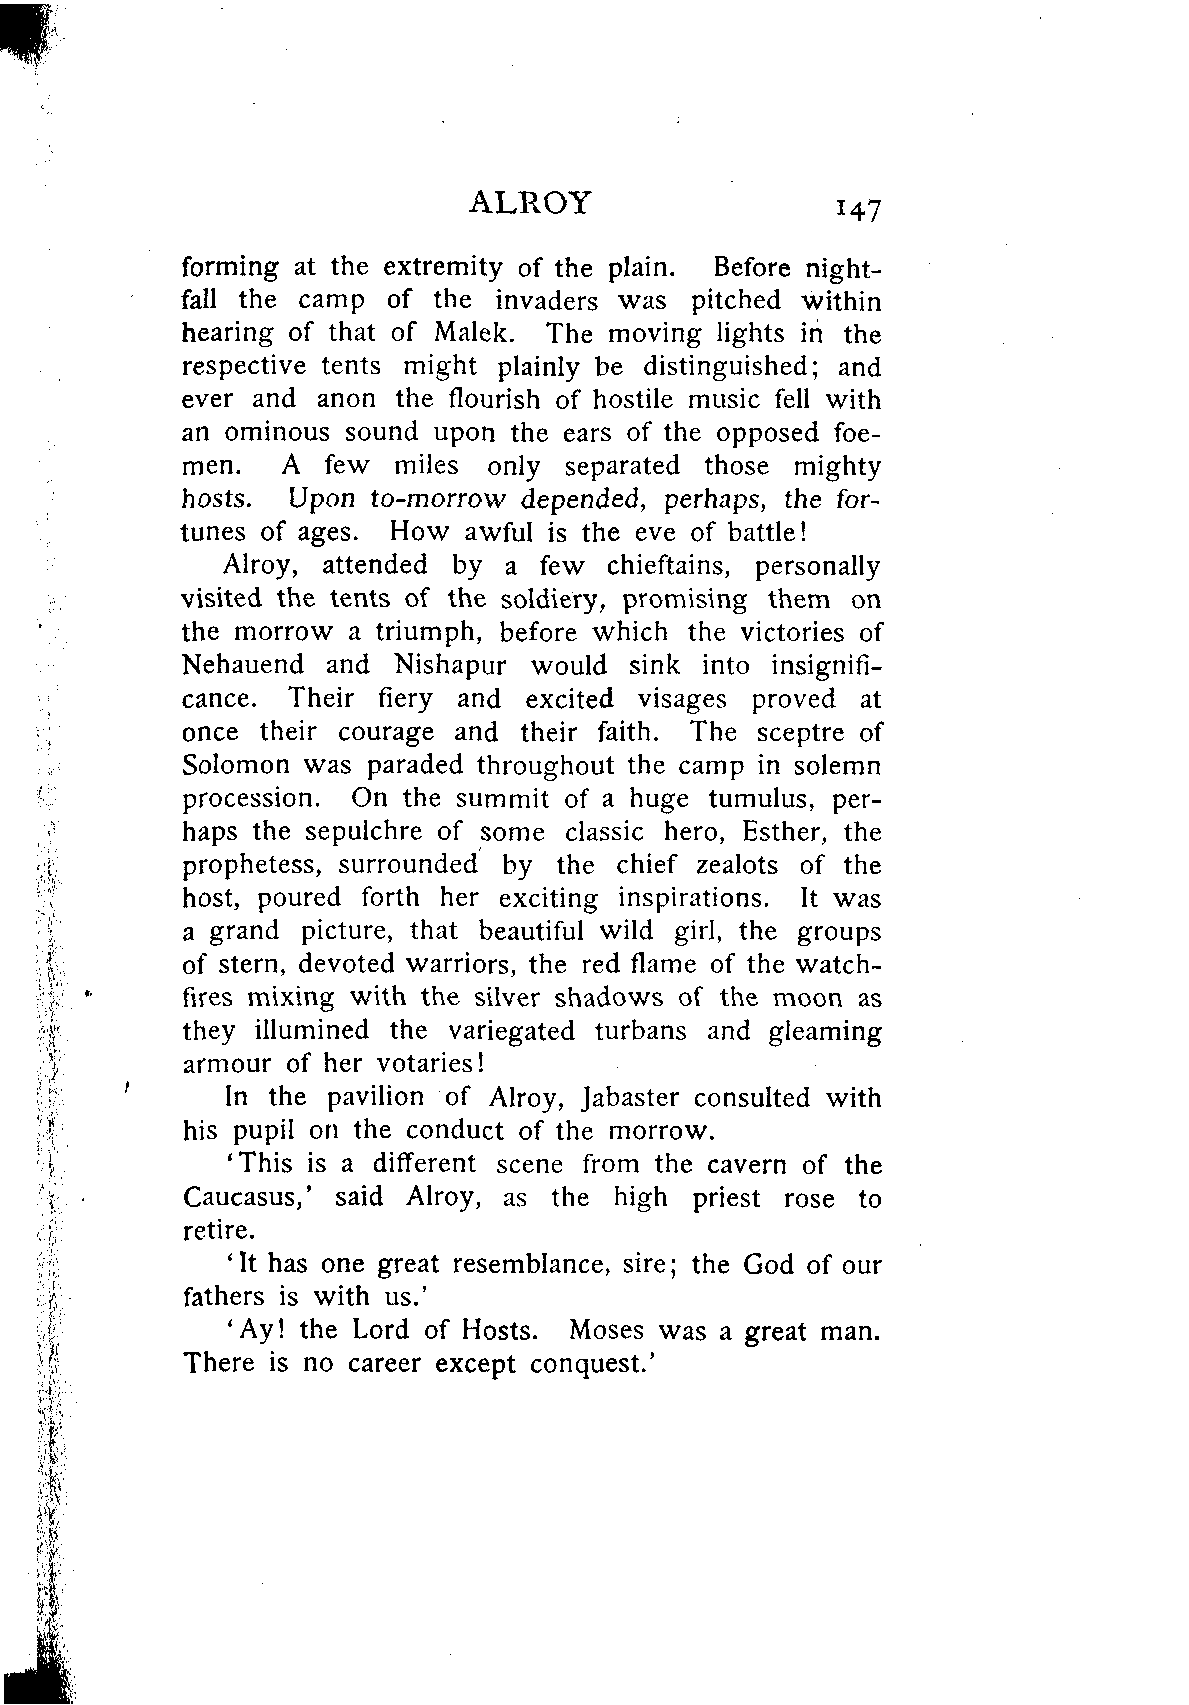 ALROY 147
forming at the extremity of the plain. Before night-
fall the camp of the invaders was pitched within
hearing of that of Malek. The moving lights in the
respective tents might plainly be distinguished; and
ever and anon the flourish of hostile music fell with
an ominous sound upon the ears of the opposed foe-
men. A few miles only separated those mighty
hosts. Upon to-morrow depended, perhaps, the for-
tunes of ages. How awful is the eve of battle!
Alroy, attended by a few chieftains, personally
visited the tents of the soldiery, promising them on
the morrow a triumph, before which the victories of
Nehauend and Nishapur would sink into insignifi-
cance. Their fiery and excited visages proved at
once their courage and their faith. The sceptre of
Solomon was paraded throughout the camp in solemn
procession. On the summit of a huge tumulus, per-
haps the sepulchre of some classic hero, Esther, the
prophetess, surrounded by the chief zealots of the
host, poured forth her exciting inspirations. It was
a grand picture, that beautiful wild girl, the groups
of stern, devoted warriors, the red flame of the watch-
fires mixing with the silver shadows of the moon as
they illumined the variegated turbans and gleaming
armour of her votaries!
In the pavilion of Alroy, Jabaster consulted with
his pupil on the conduct of the morrow.
‘This is a different scene from the cavern of the
Caucasus,’ said Alroy, as the high priest rose to
retire.
‘It has one great resemblance, sire; the God of our
fathers is with us.’
‘Ay! the Lord of Hosts. Moses was a great man.
There is no career except conquest.’